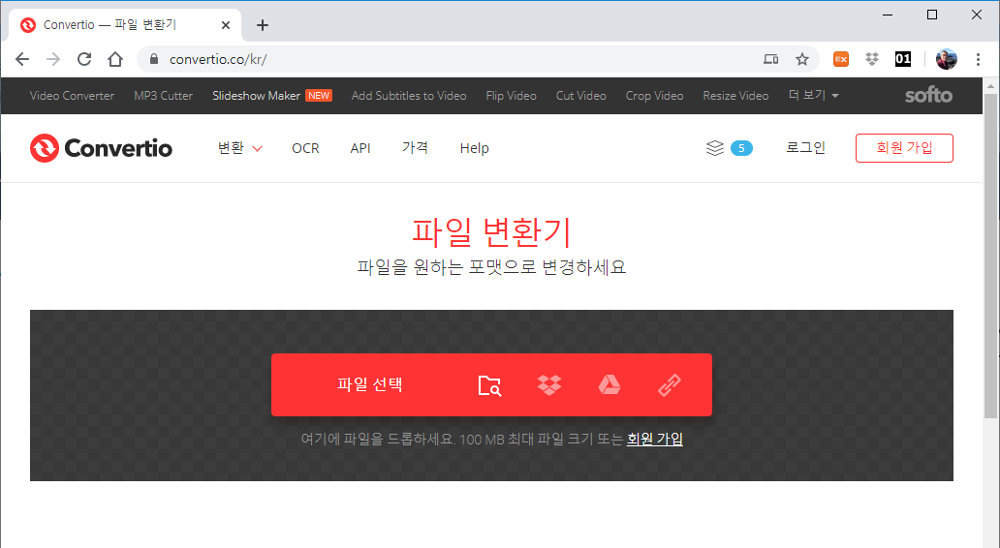 Convertio — 파일 변환기
convertio.co/kr/
01
Video Converter MP3 Cutter Slideshow Maker NEW Add Subtitles to Video Flip Video Cut Video Crop Video Resize Video 더 보기 softo
Convertio 변환 OCR API 가격 Help 5 로그인 회원 가입
파일 변환기
파일을 원하는 포맷으로 변경하세요
파일 선택
여기에 파일을 드롭하세요. 100 MB 최대 파일 크기 또는 회원 가입